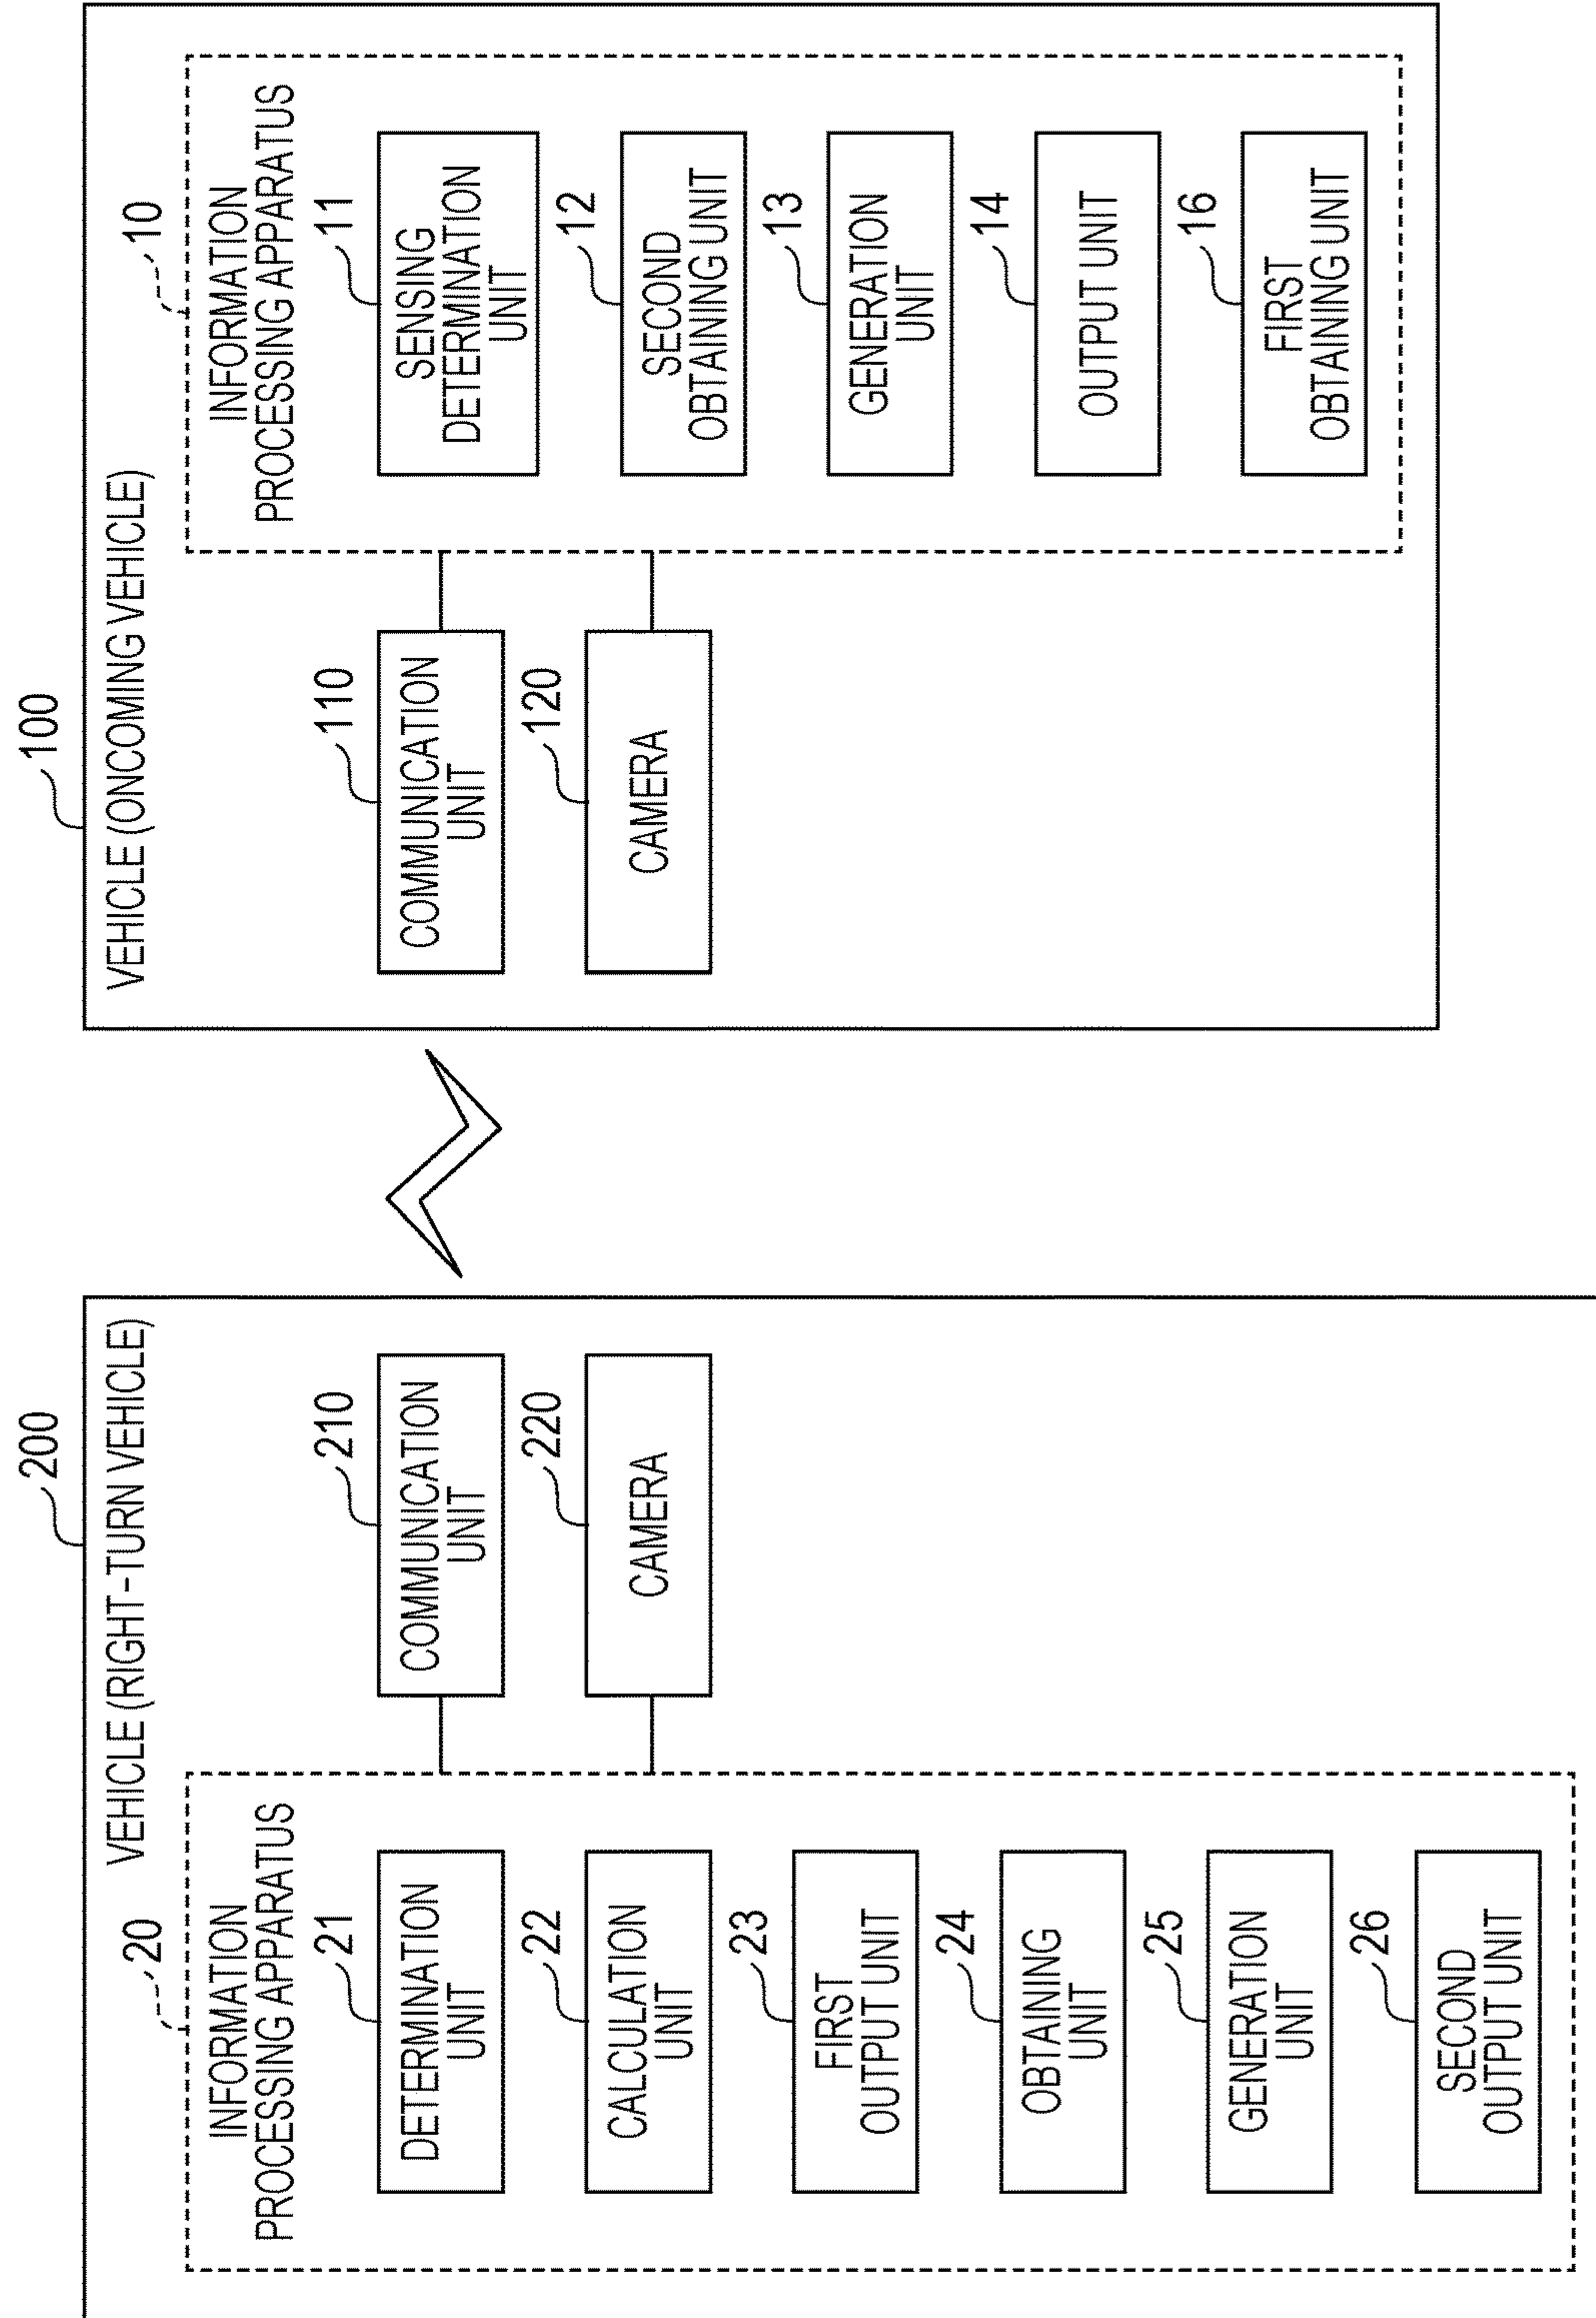 200
VEHICLE (RIGHT-TURN VEHICLE)
20
INFORMATION
PROCESSING APPARATUS
21
DETERMINATION
UNIT
22
CALCULATION
UNIT
23
FIRST
OUTPUT UNIT
24
OBTAINING
UNIT
25
GENERATION
UNIT
26
SECOND
OUTPUT UNIT
210
COMMUNICATION
UNIT
220
CAMERA
100
VEHICLE (ONCOMING VEHICLE)
110
COMMUNICATION
UNIT
120
CAMERA
10
INFORMATION
PROCESSING APPARATUS
11
SENSING
DETERMINATION
UNIT
12
SECOND
OBTAINING UNIT
13
GENERATION
UNIT
14
OUTPUT UNIT
16
FIRST
OBTAINING UNIT